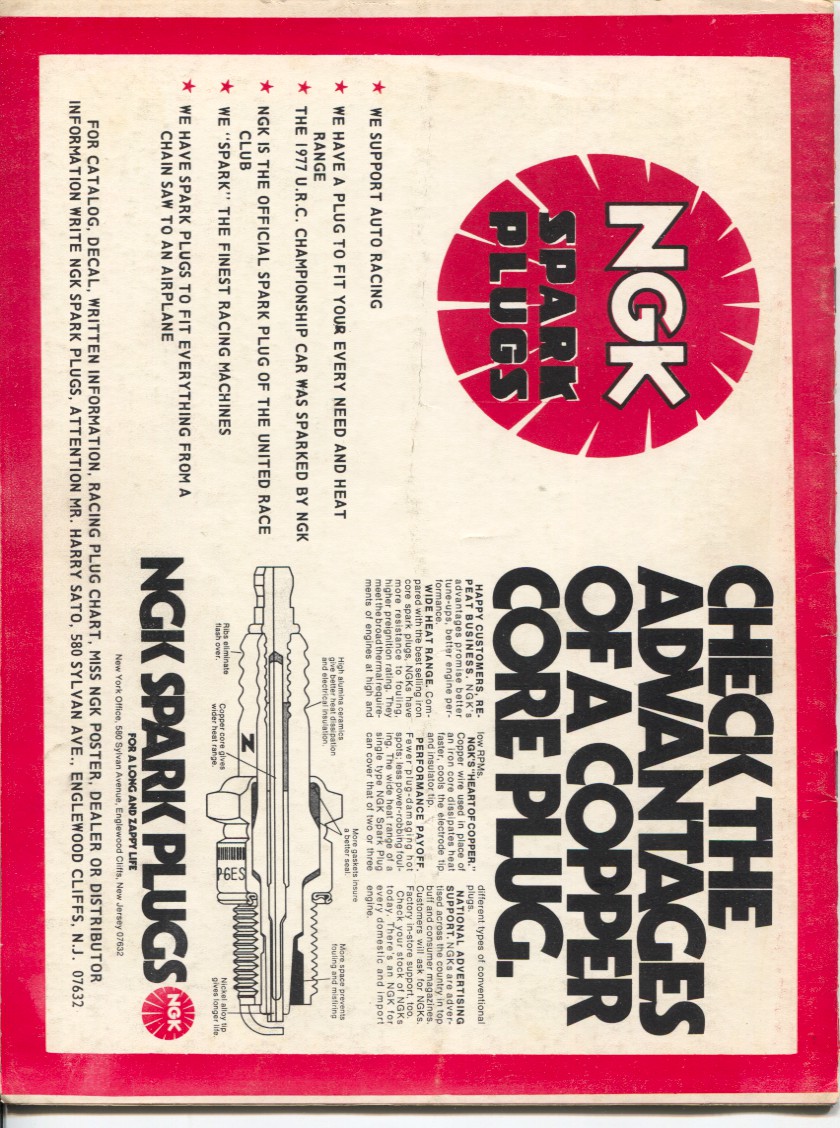 NGK
SPARK
PLUGS
★ WE SUPPORT AUTO RACING
★ WE HAVE A PLUG TO FIT YOUR EVERY NEED AND HEAT
RANGE
★ THE 1977 U.R.C. CHAMPIONSHIP CAR WAS SPARKED BY NGK
★ NGK IS THE OFFICIAL SPARK PLUG OF THE UNITED RACE
CLUB
★ WE "SPARK" THE FINEST RACING MACHINES
★ WE HAVE SPARK PLUGS TO FIT EVERYTHING FROM A
CHAIN SAW TO AN AIRPLANE
CHECK THE
ADVANTAGES
OF A COPPER
CORE PLUG.
HAPPY CUSTOMERS, RE-
PEAT BUSINESS. NGK's
advantages promise better
tune-ups, better engine per-
formance.
WIDE HEAT RANGE. Com-
pared with the best selling iron
core spark plugs, NGKs have
more resistance to fouling,
higher preignition rating. They
meet the broad thermal require-
ments of engines at high and
low RPMs.
NGK'S "HEART OF COPPER."
Copper wire used in place of
an iron core dissipates heat
faster, cools the electrode tip
and insulator tip.
PERFORMANCE PAYOFF.
Fewer plug-damaging hot
spots; less power-robbing foul-
ing. The wide heat range of a
single type NGK Spark Plug
can cover that of two or three
different types of conventional
plugs.
NATIONAL ADVERTISING
SUPPORT. NGKs are adver-
tised across the country in top
buff and consumer magazines.
Customers will ask for NGKs.
Factory in-store support, too.
Check your stock of NGKs
today. There's an NGK for
every domestic and import
engine.
High alumina ceramics
give better heat dissipation
and electrical insulation.
More gaskets insure
a better seal.
More space prevents
fouling and misfiring
N
P6ES
Ribs eliminate
flash over.
Copper core gives
wider heat range.
Nickel alloy tip
gives longer life.
NGK SPARK PLUGS
NGK
FOR A LONG AND ZAPPY LIFE
New York Office, 580 Sylvan Avenue, Englewood Cliffs, New Jersey 07632
FOR CATALOG, DECAL, WRITTEN INFORMATION, RACING PLUG CHART, MISS NGK POSTER, DEALER OR DISTRIBUTOR
INFORMATION WRITE NGK SPARK PLUGS, ATTENTION MR. HARRY SATO, 580 SYLVAN AVE., ENGLEWOOD CLIFFS, N.J. 07632